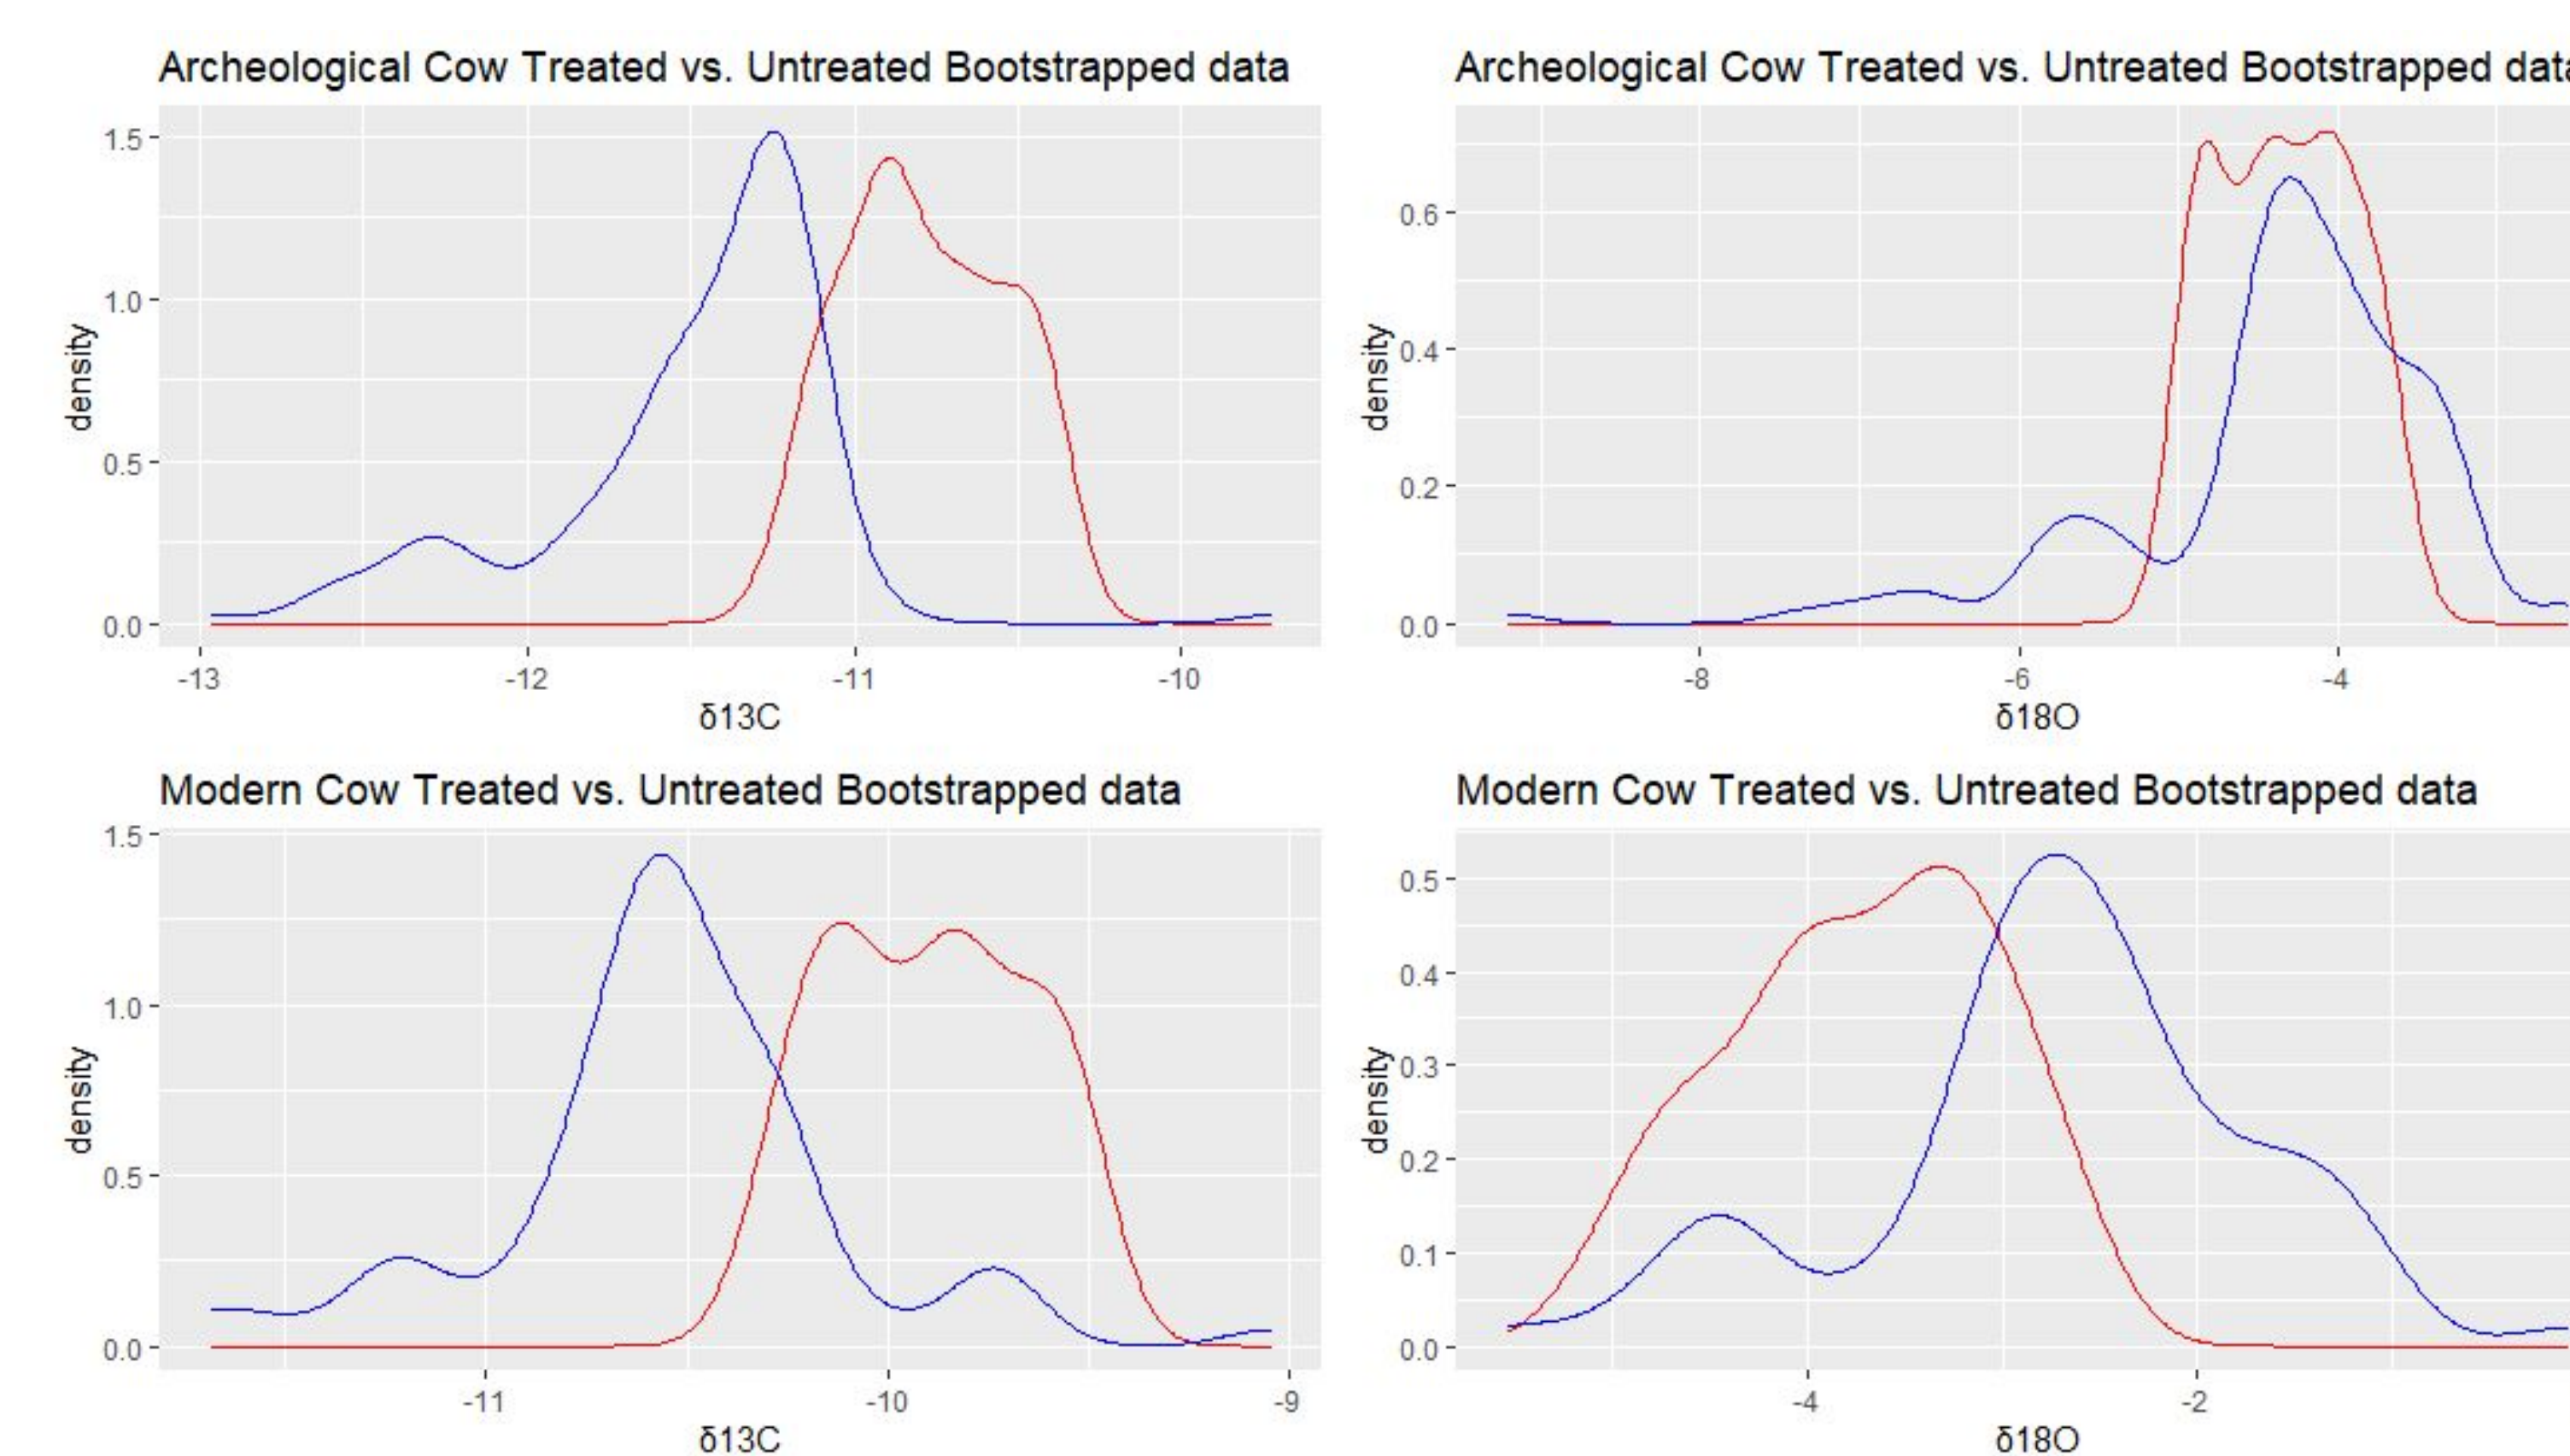 Archeological Cow Treated vs. Untreated Bootstrapped data
density
1.5
1.0
0.5
0.0
-13 -12 -11 -10
δ13C
Archeological Cow Treated vs. Untreated Bootstrapped data
density
0.6
0.4
0.2
0.0
-8 -6 -4
δ18O
Modern Cow Treated vs. Untreated Bootstrapped data
density
1.5
1.0
0.5
0.0
-11 -10 -9
δ13C
Modern Cow Treated vs. Untreated Bootstrapped data
density
0.5
0.4
0.3
0.2
0.1
0.0
-4 -2
δ18O